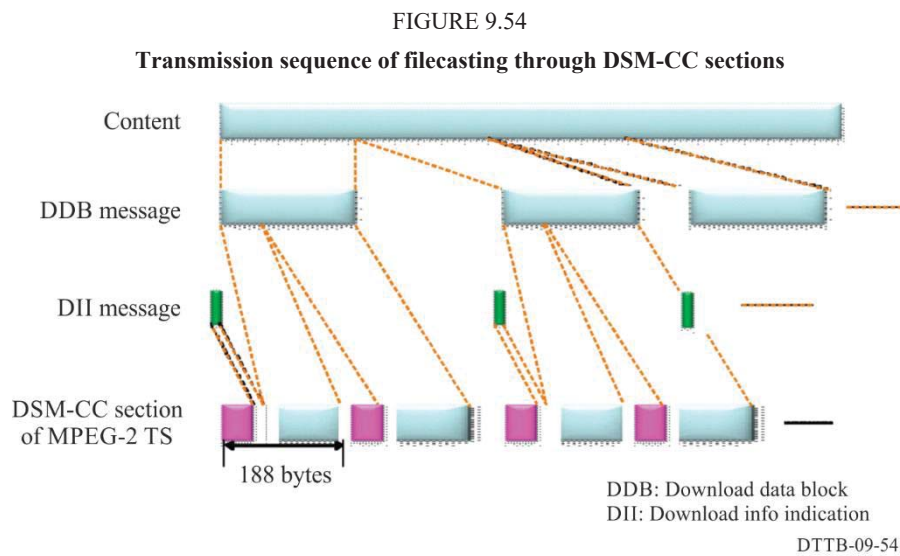 FIGURE 9.54
Transmission sequence of filecasting through DSM-CC sections
Content
DDB message
DII message
DSM-CC section
of MPEG-2 TS
188 bytes
DDB: Download data block
DII: Download info indication
DTTB-09-54